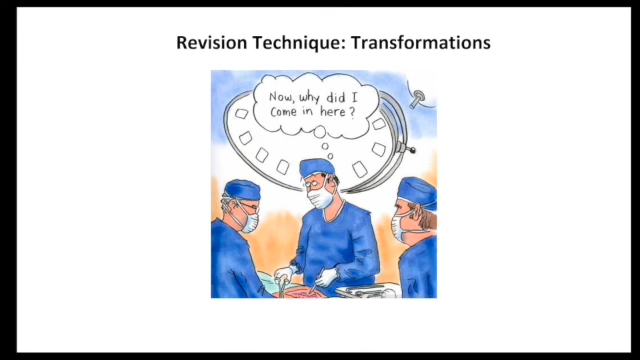 Revision Technique: Transformations
Now, why did I
come in here?